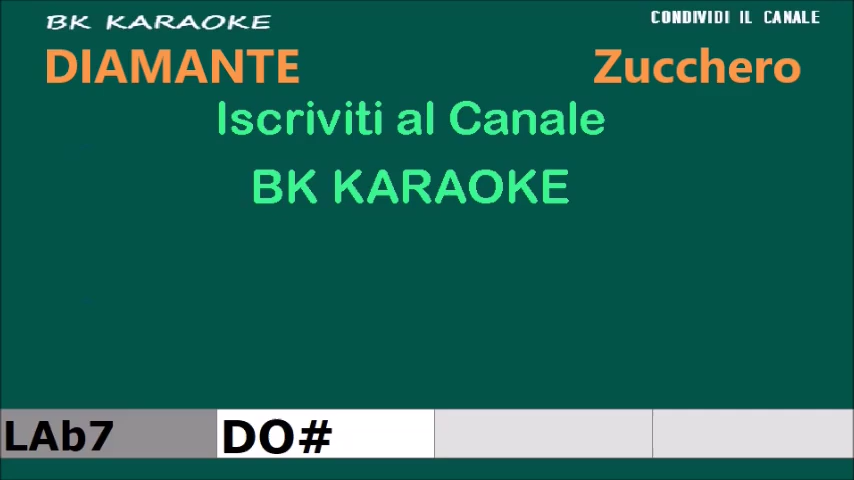 BK KARAOKE
CONDIVIDI IL CANALE
DIAMANTE
Zucchero
Iscriviti al Canale
BK KARAOKE
LAb7
DO#